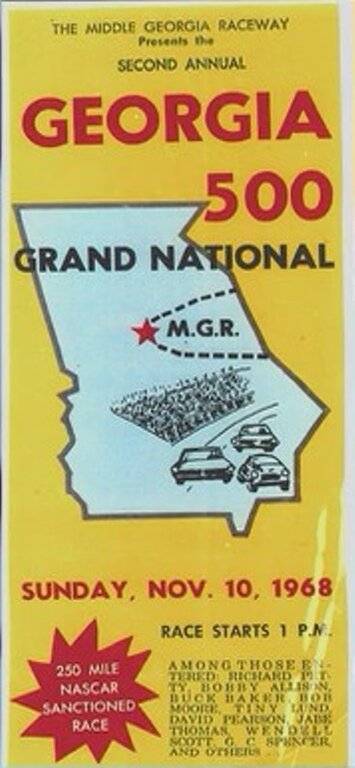 THE MIDDLE GEORGIA RACEWAY
Presents the
SECOND ANNUAL
GEORGIA
500
GRAND NATIONAL
M.G.R.
SUNDAY, NOV. 10, 1968
RACE STARTS 1 P.M.
250 MILE
NASCAR
SANCTIONED
RACE
AMONG THOSE EN-
TERED: RICHARD PET-
TY, BOBBY ALLISON,
BUCK BAKER, BOB
MOORE, TINY LUND,
DAVID PEARSON, JABE
THOMAS, WENDELL
SCOTT, G. C. SPENCER,
AND OTHERS ...